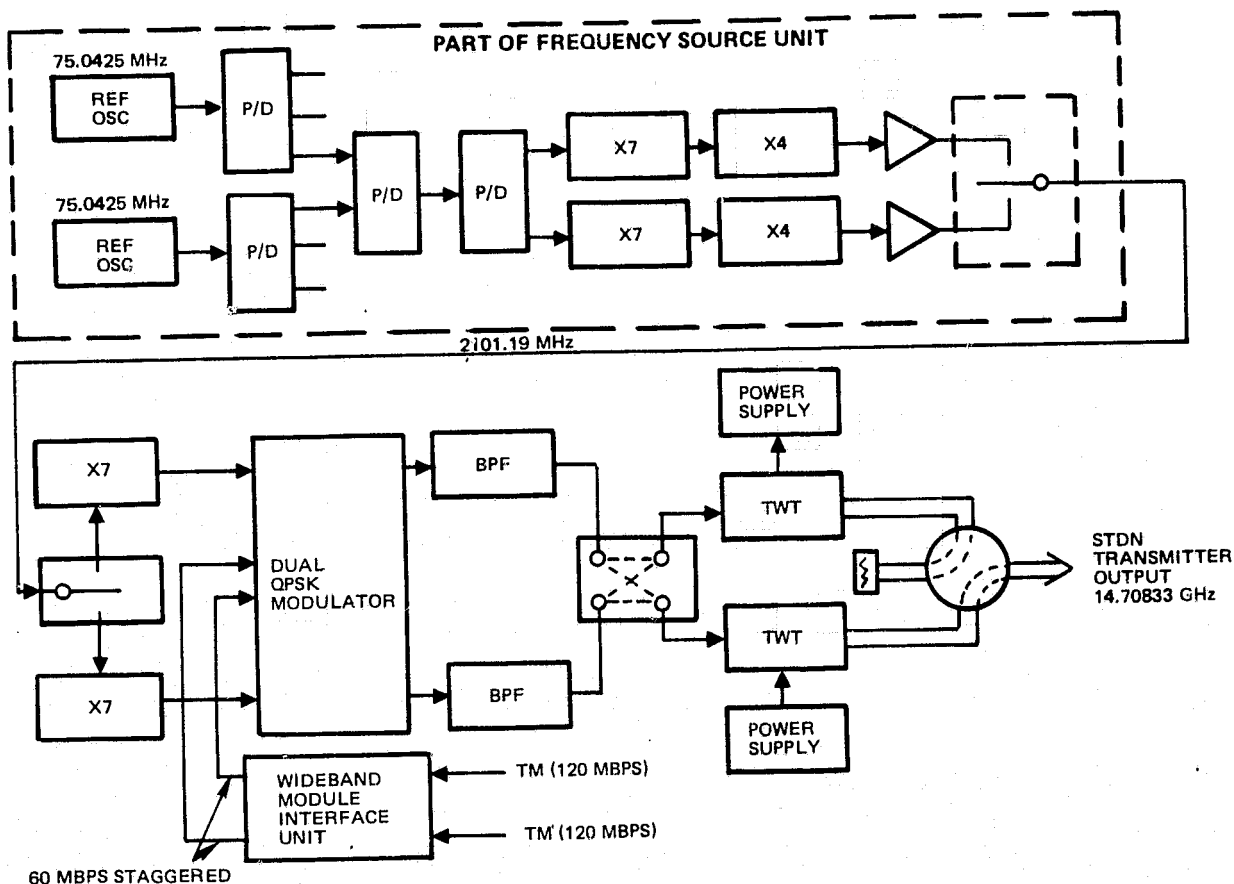 PART OF FREQUENCY SOURCE UNIT
75.0425 MHz
REF
OSC
P/D
P/D
P/D
X7
X4
75.0425 MHz
REF
OSC
P/D
X7
X4
2101.19 MHz
POWER
SUPPLY
X7
DUAL
QPSK
MODULATOR
BPF
TWT
STDN
TRANSMITTER
OUTPUT
14.70833 GHz
X7
BPF
TWT
POWER
SUPPLY
WIDEBAND
MODULE
INTERFACE
UNIT
TM (120 MBPS)
TM' (120 MBPS)
60 MBPS STAGGERED